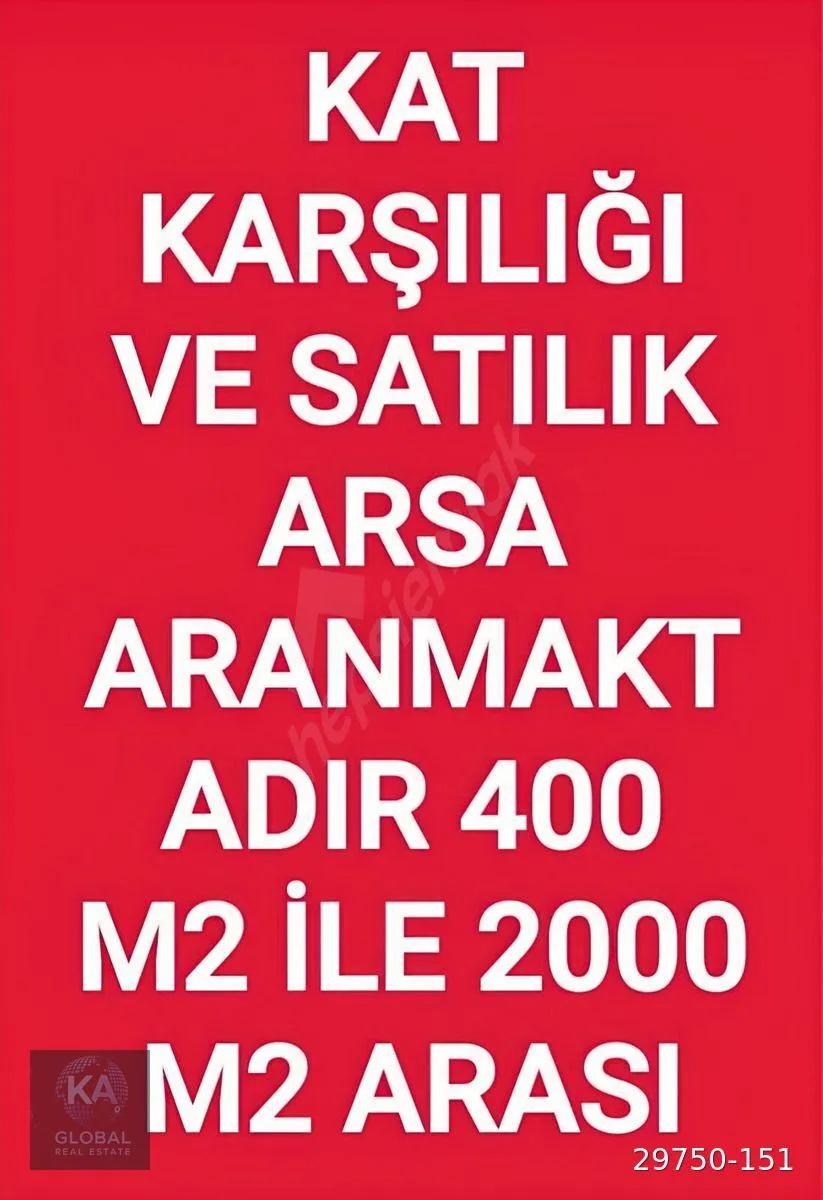 KAT
KARŞILIĞI
VE SATILIK
ARSA
ARANMAKT
ADIR 400
M2 İLE 2000
M2 ARASI
hepsiemlak
KA
GLOBAL
REAL ESTATE
29750-151